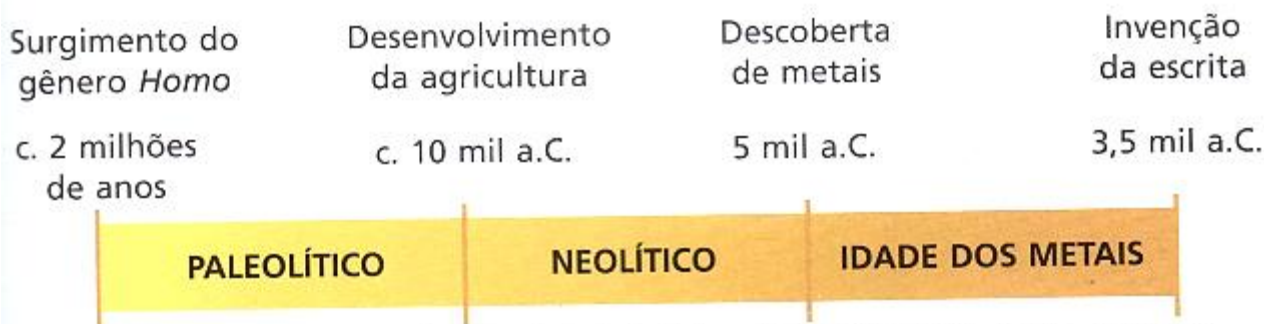 Surgimento do
gênero Homo
Desenvolvimento
da agricultura
Descoberta
de metais
Invenção
da escrita
c. 2 milhões
de anos
c. 10 mil a.C.
5 mil a.C.
3,5 mil a.C.
PALEOLÍTICO
NEOLÍTICO
IDADE DOS METAIS